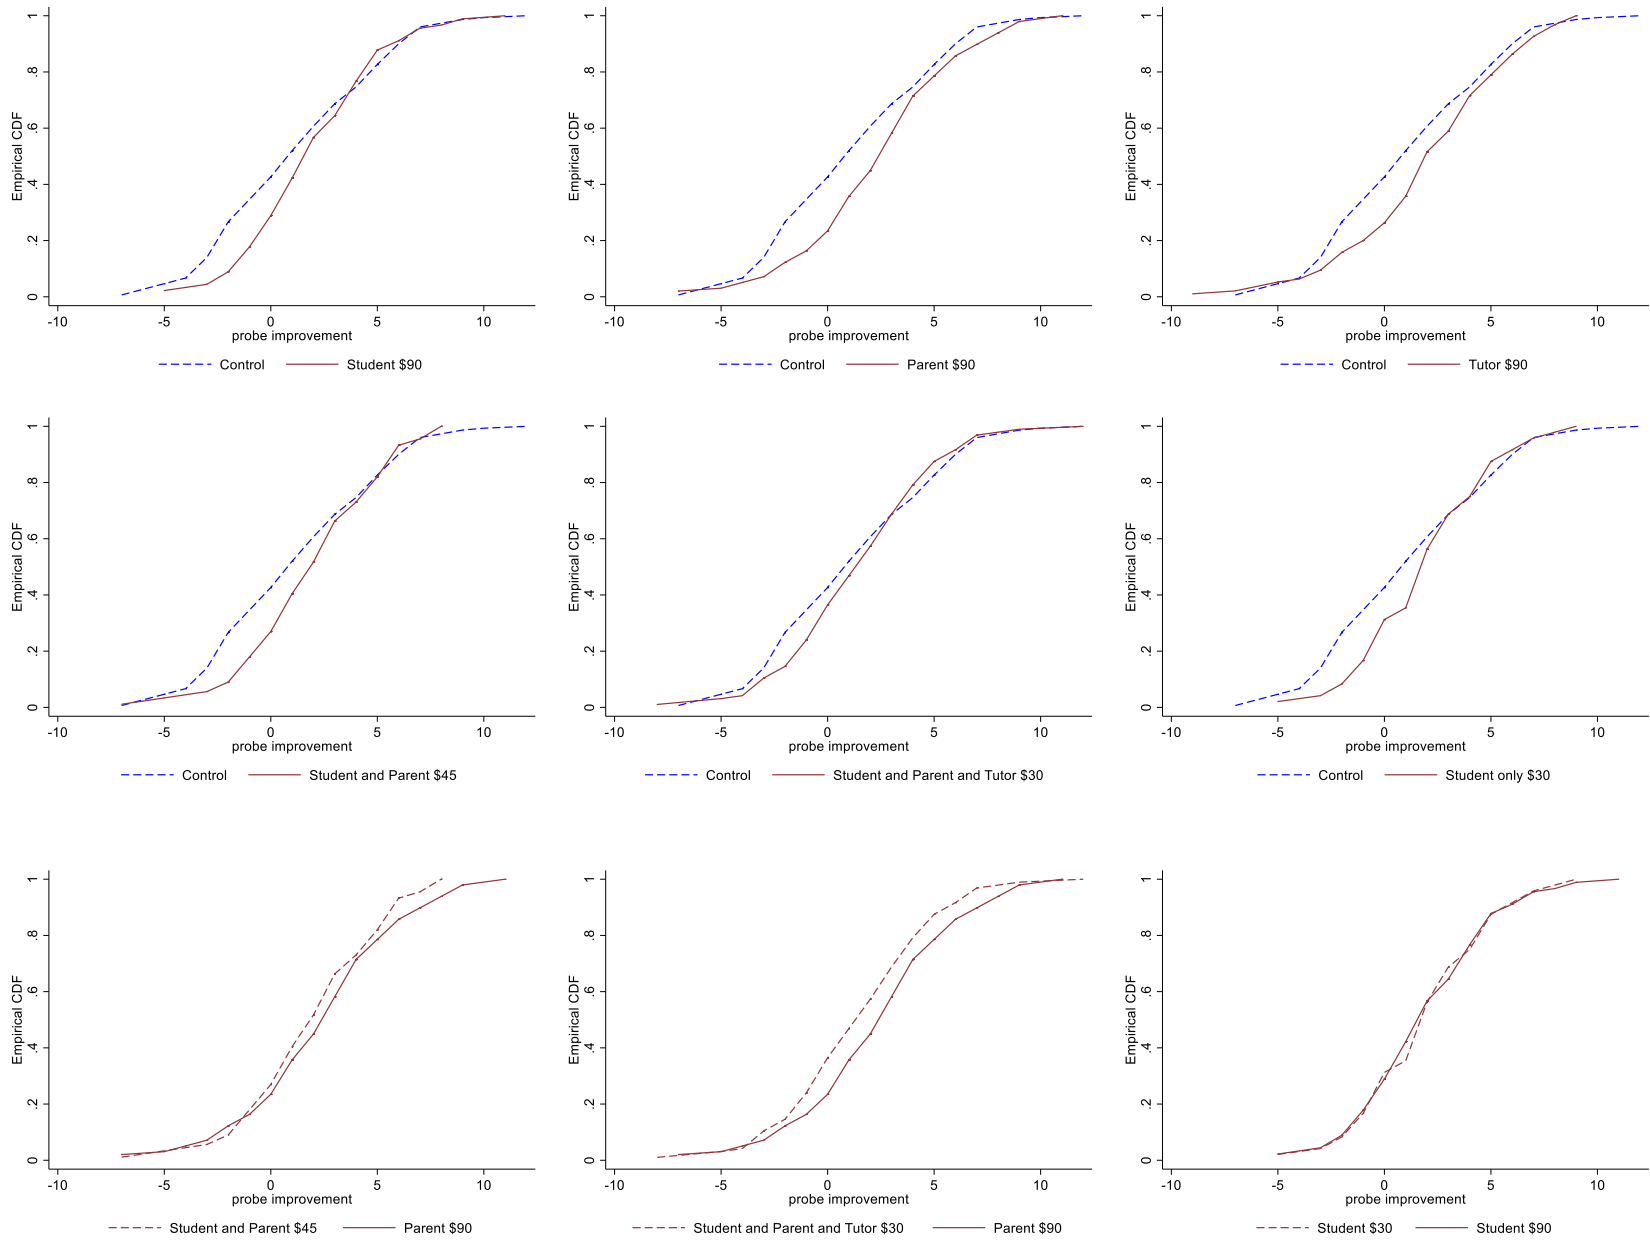 Empirical CDF
0 .2 .4 .6 .8 1
-10 -5 0 5 10
probe improvement
Control Student $90
Empirical CDF
0 .2 .4 .6 .8 1
-10 -5 0 5 10
probe improvement
Control Parent $90
Empirical CDF
0 .2 .4 .6 .8 1
-10 -5 0 5 10
probe improvement
Control Tutor $90
Empirical CDF
0 .2 .4 .6 .8 1
-10 -5 0 5 10
probe improvement
Control Student and Parent $45
Empirical CDF
0 .2 .4 .6 .8 1
-10 -5 0 5 10
probe improvement
Control Student and Parent and Tutor $30
Empirical CDF
0 .2 .4 .6 .8 1
-10 -5 0 5 10
probe improvement
Control Student only $30
Empirical CDF
0 .2 .4 .6 .8 1
-10 -5 0 5 10
probe improvement
Student and Parent $45 Parent $90
Empirical CDF
0 .2 .4 .6 .8 1
-10 -5 0 5 10
probe improvement
Student and Parent and Tutor $30 Parent $90
Empirical CDF
0 .2 .4 .6 .8 1
-10 -5 0 5 10
probe improvement
Student $30 Student $90